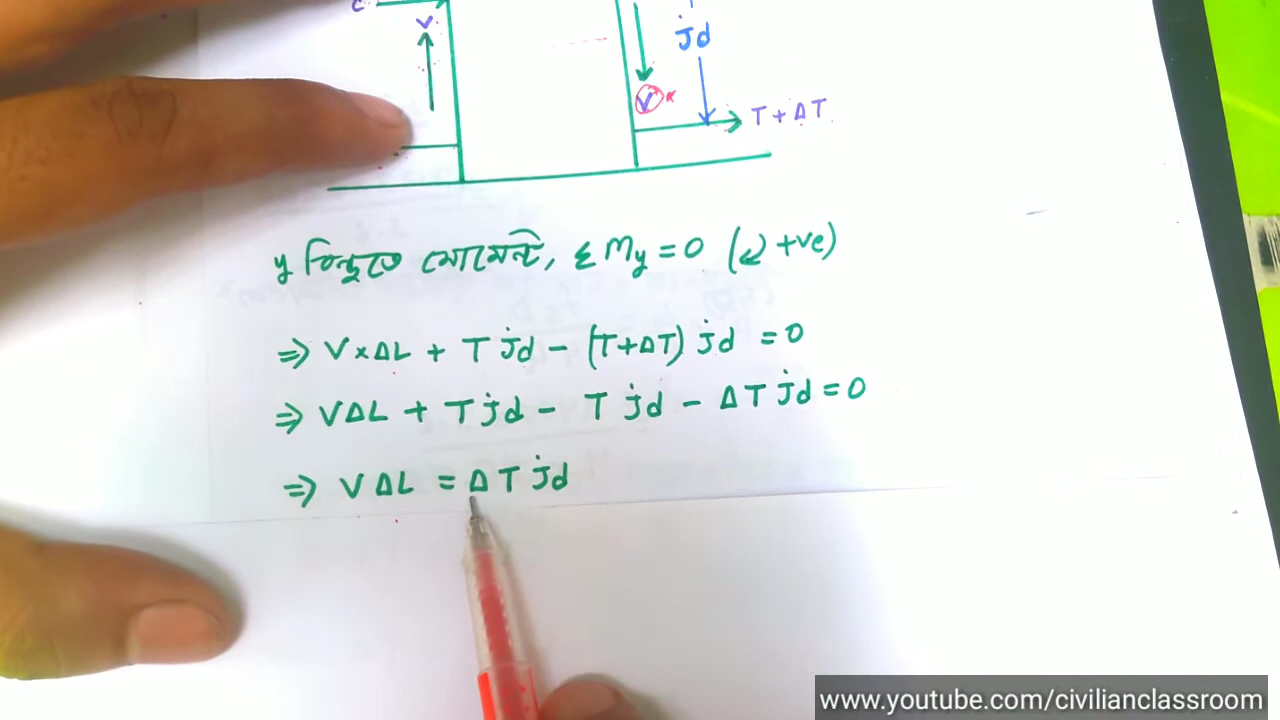 C
V
jd
V
T + ΔT
y বিন্দুতে মোমেন্ট, Σ My = 0 (↻ +ve)
⇒ V×ΔL + T jd − (T+ΔT) jd = 0
⇒ VΔL + T jd − T jd − ΔT jd = 0
⇒ VΔL = ΔT jd
www.youtube.com/civilianclassroom